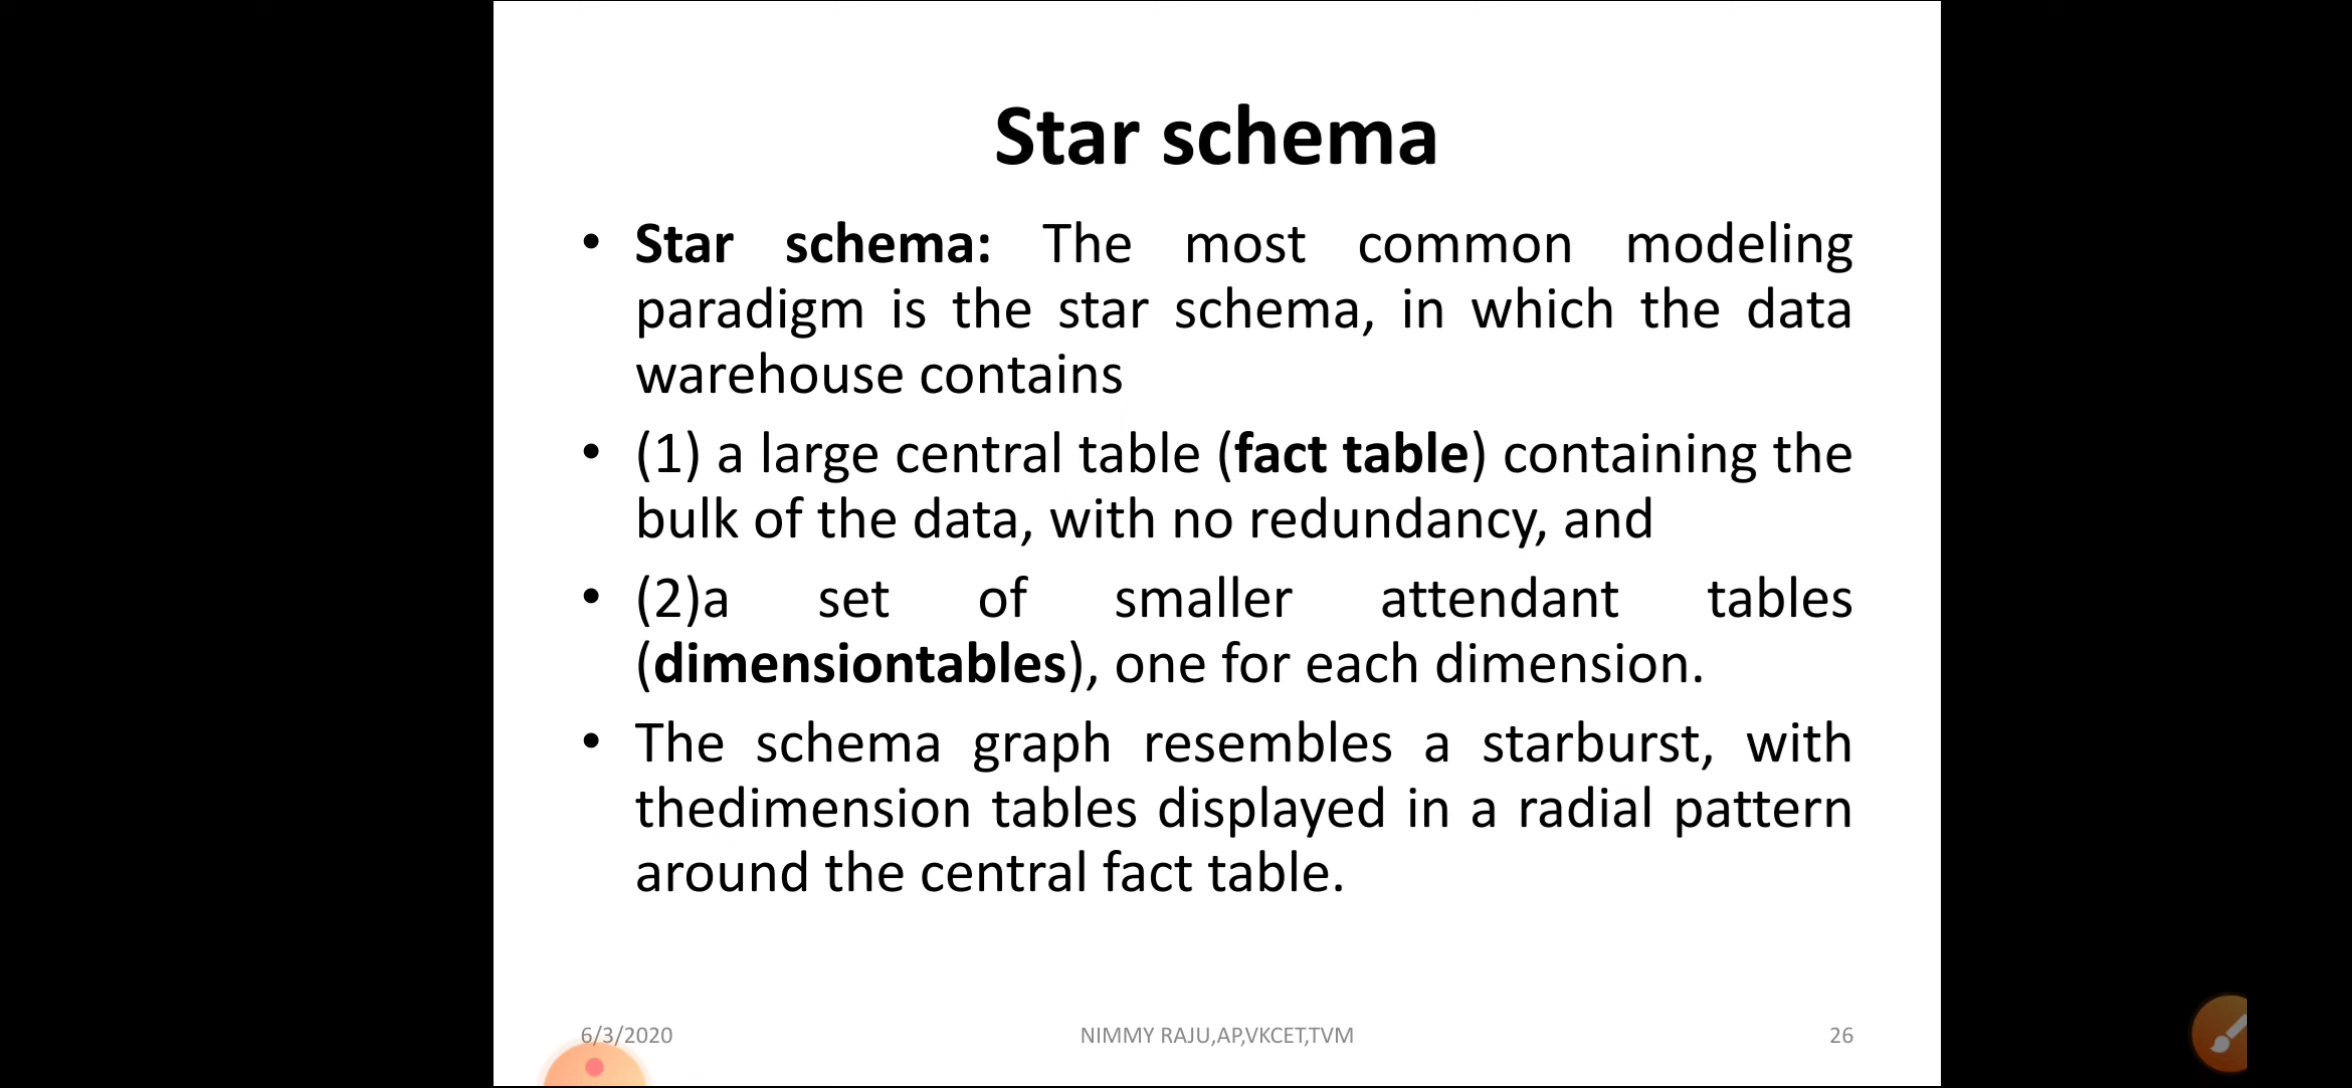 Star schema
• Star schema: The most common modeling
paradigm is the star schema, in which the data
warehouse contains
• (1) a large central table (fact table) containing the
bulk of the data, with no redundancy, and
• (2)a set of smaller attendant tables
(dimensiontables), one for each dimension.
• The schema graph resembles a starburst, with
thedimension tables displayed in a radial pattern
around the central fact table.
6/3/2020 NIMMY RAJU,AP,VKCET,TVM 26